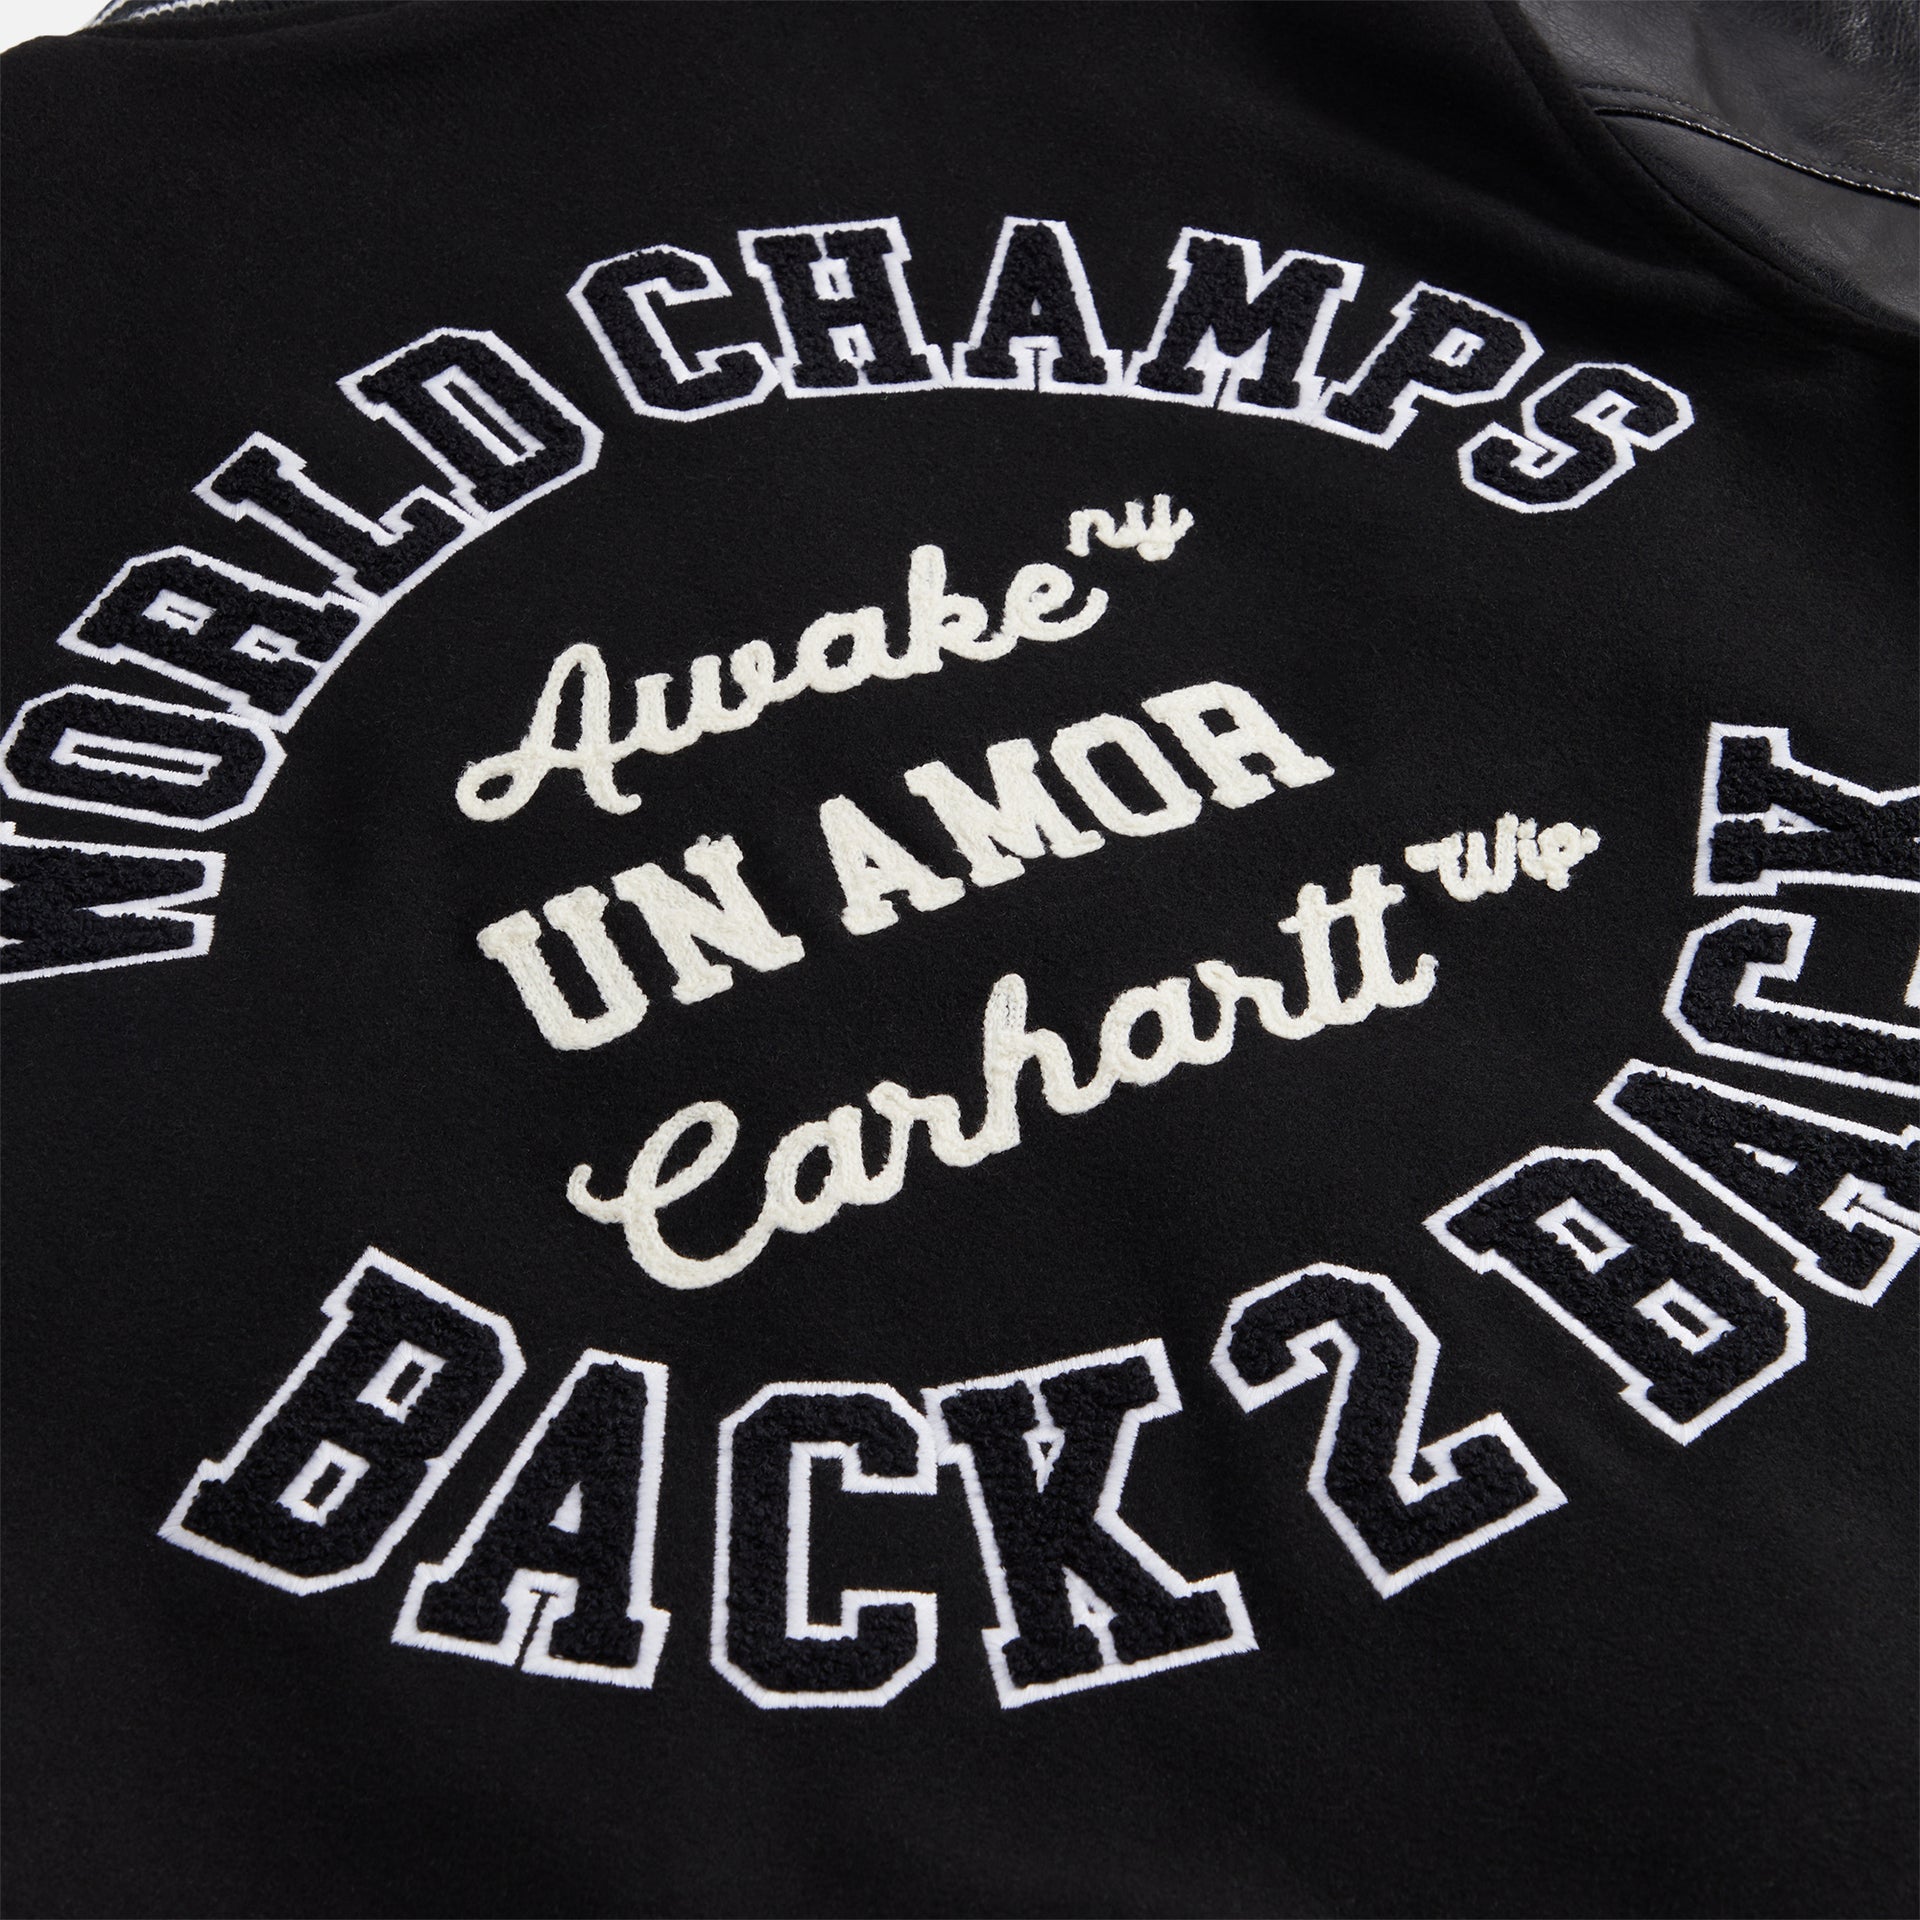 WORLD CHAMPS
Awake ny
UN AMOR
Carhartt Wip
BACK 2 BACK